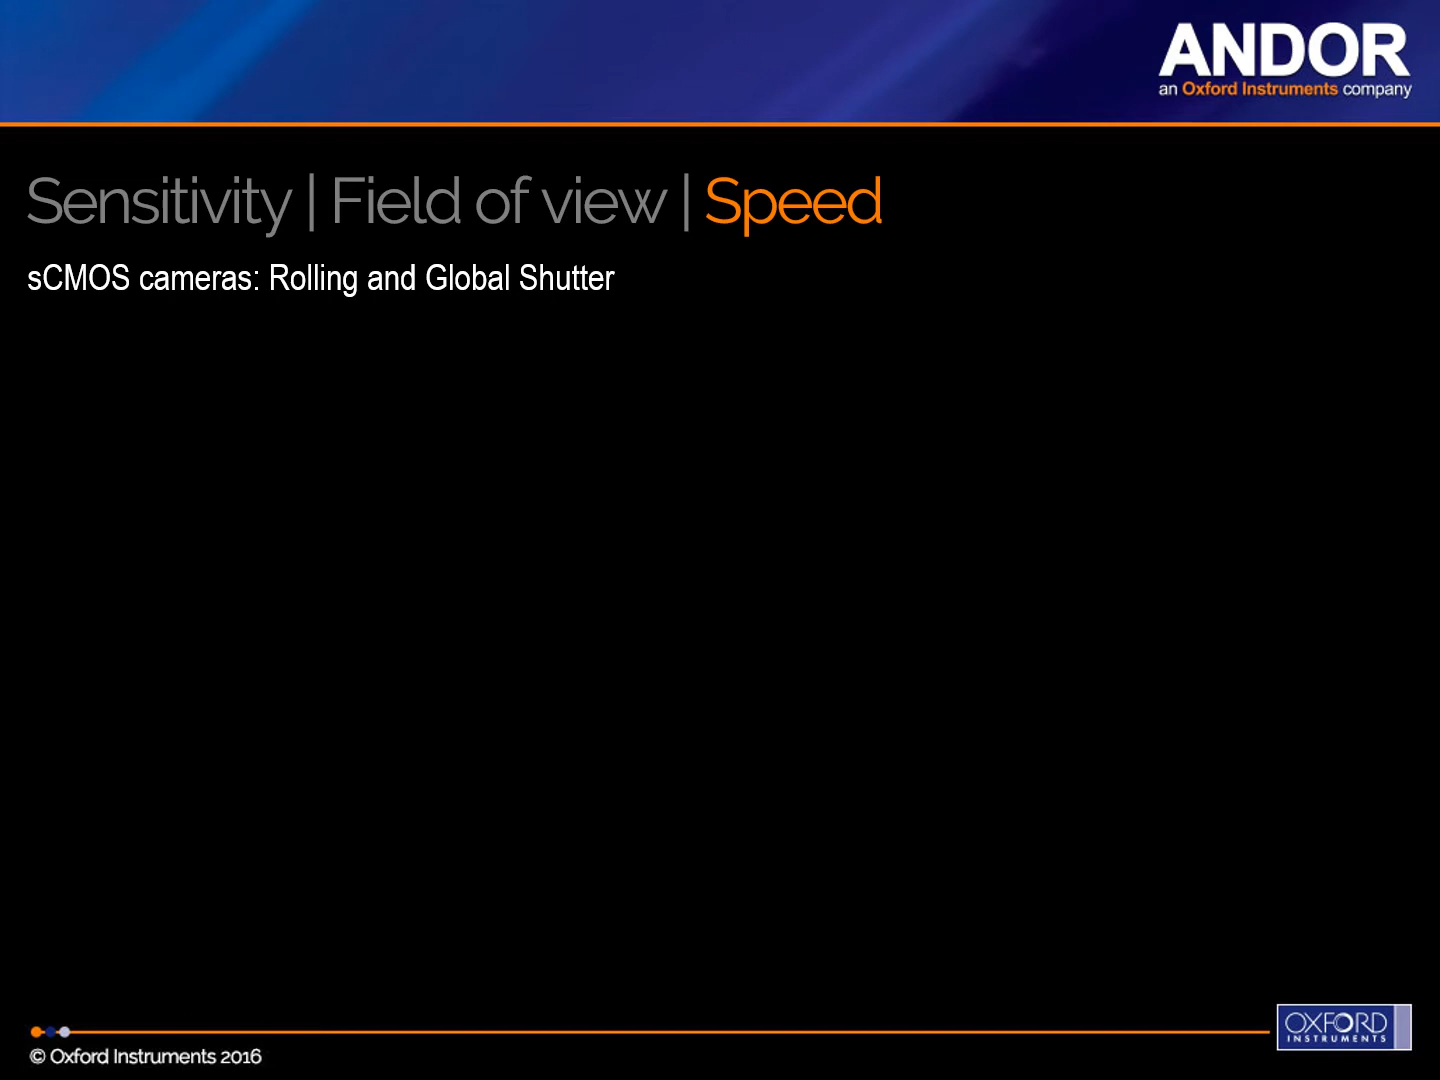 ANDOR
an Oxford Instruments company
Sensitivity | Field of view | Speed
sCMOS cameras: Rolling and Global Shutter
OXFORD
INSTRUMENTS
© Oxford Instruments 2016